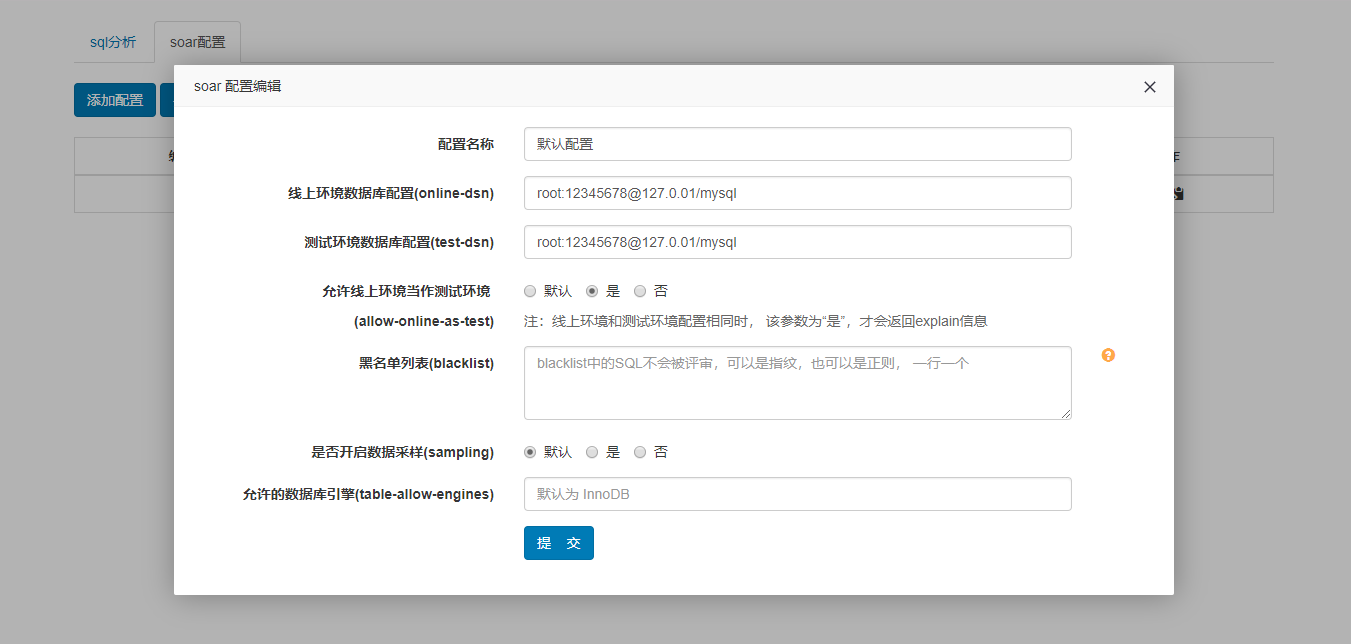 sql分析
soar配置
soar 配置编辑
添加配置
配置名称
默认配置
线上环境数据库配置(online-dsn)
root:12345678@127.0.01/mysql
测试环境数据库配置(test-dsn)
root:12345678@127.0.01/mysql
允许线上环境当作测试环境
默认 是 否
(allow-online-as-test)
注：线上环境和测试环境配置相同时， 该参数为“是”，才会返回explain信息
黑名单列表(blacklist)
blacklist中的SQL不会被评审，可以是指纹，也可以是正则， 一行一个
是否开启数据采样(sampling)
默认 是 否
允许的数据库引擎(table-allow-engines)
默认为 InnoDB
提 交